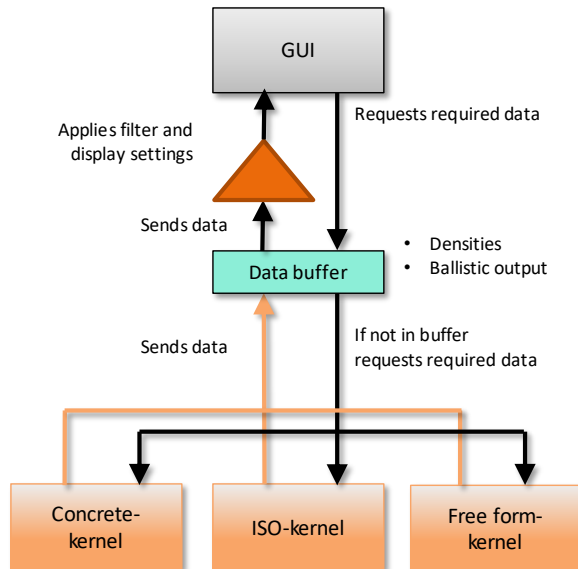 GUI
Applies filter and
display settings
Requests required data
Sends data
Data buffer
• Densities
• Ballistic output
Sends data
If not in buffer
requests required data
Concrete-
kernel
ISO-kernel
Free form-
kernel